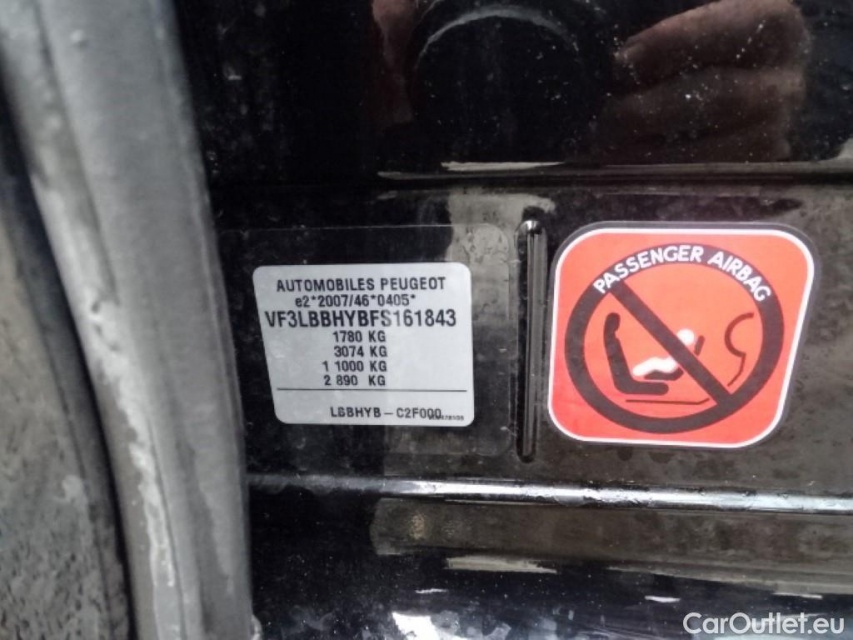 AUTOMOBILES PEUGEOT
e2*2007/46*0405*
VF3LBBHYBFS161843
1780 KG
3074 KG
1 1000 KG
2 890 KG
LBBHYB-C2F000
PASSENGER AIRBAG
CarOutlet.eu